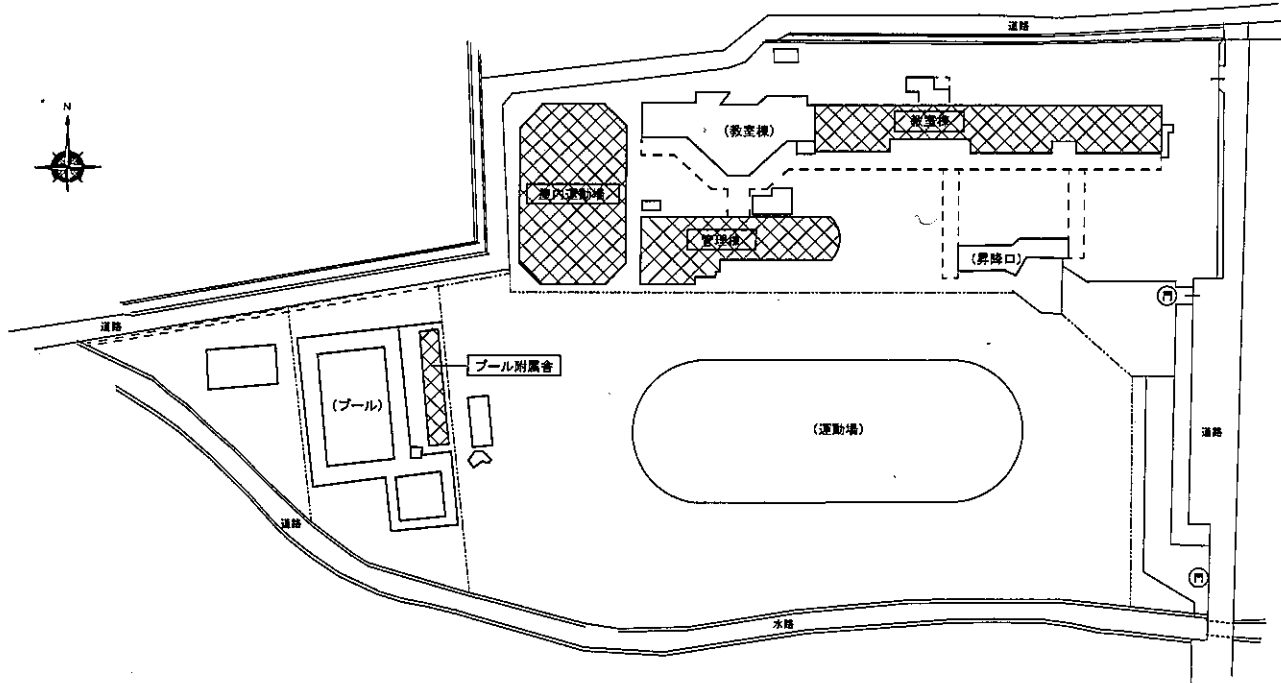 道路
N
(教室棟)
教室棟
屋内運動場
管理棟
(昇降口)
門
道路
プール附属舎
(プール)
(運動場)
道路
道路
門
水路